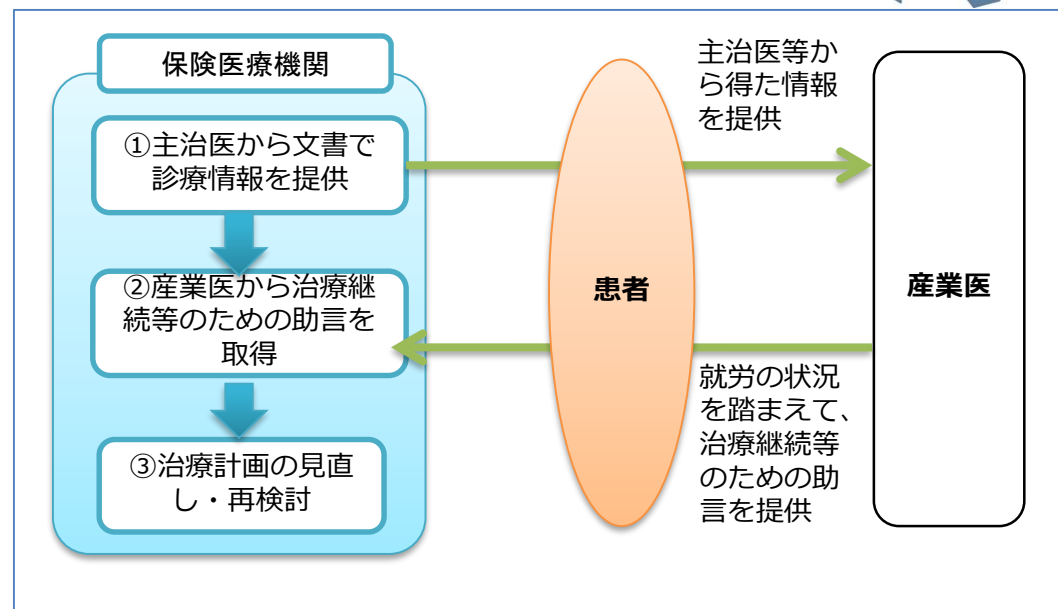 保険医療機関
①主治医から文書で
診療情報を提供
②産業医から治療継
続等のための助言を
取得
③治療計画の見直
し・再検討
患者
主治医等か
ら得た情報
を提供
就労の状況
を踏まえて、
治療継続等
のための助
言を提供
産業医